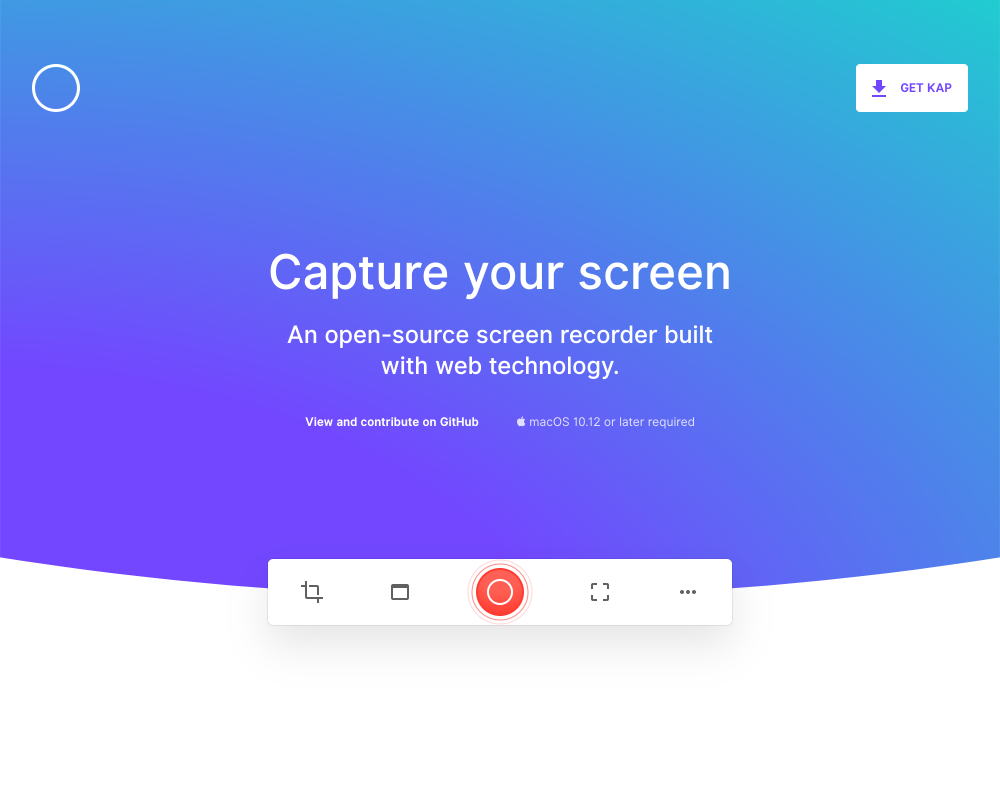 GET KAP
Capture your screen
An open-source screen recorder built
with web technology.
View and contribute on GitHub
macOS 10.12 or later required